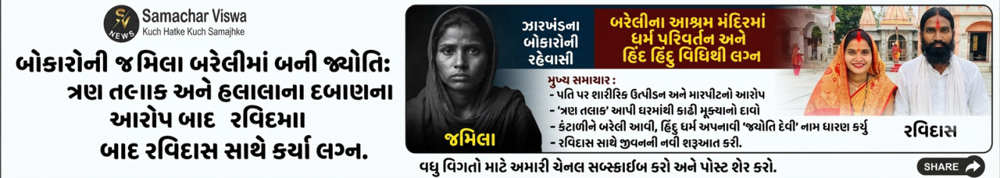 Samachar Viswa
Kuch Hatke Kuch Samajhke
NEWS
બોકારોની જમિલા બરેલીમાં બની જ્યોતિ:
ત્રણ તલાક અને હલાલાના દબાણના
આરોપ બાદ રવિદમાા
બાદ રવિદાસ સાથે કર્યા લગ્ન.
ઝારખંડના
બોકારોની
રહેવાસી
બરેલીના આશ્રમ મંદિરમાં
ધર્મ પરિવર્તન અને
હિંદ હિંદુ વિધિથી લગ્ન
મુખ્ય સમાચાર :
- પતિ પર શારીરિક ઉત્પીડન અને મારપીટનો આરોપ
- ‘ત્રણ તલાક’ આપી ઘરમાંથી કાઢી મૂક્યાનો દાવો
- કંટાળીને બરેલી આવી, હિંદુ ધર્મ અપનાવી ‘જ્યોતિ દેવી’ નામ ધારણ કર્યુ
- રવિદાસ સાથે જીવનની નવી શરૂઆત કરી.
જમિલા
રવિદાસ
વધુ વિગતો માટે અમારી ચેનલ સબ્સ્ક્રાઈબ કરો અને પોસ્ટ શેર કરો.
SHARE